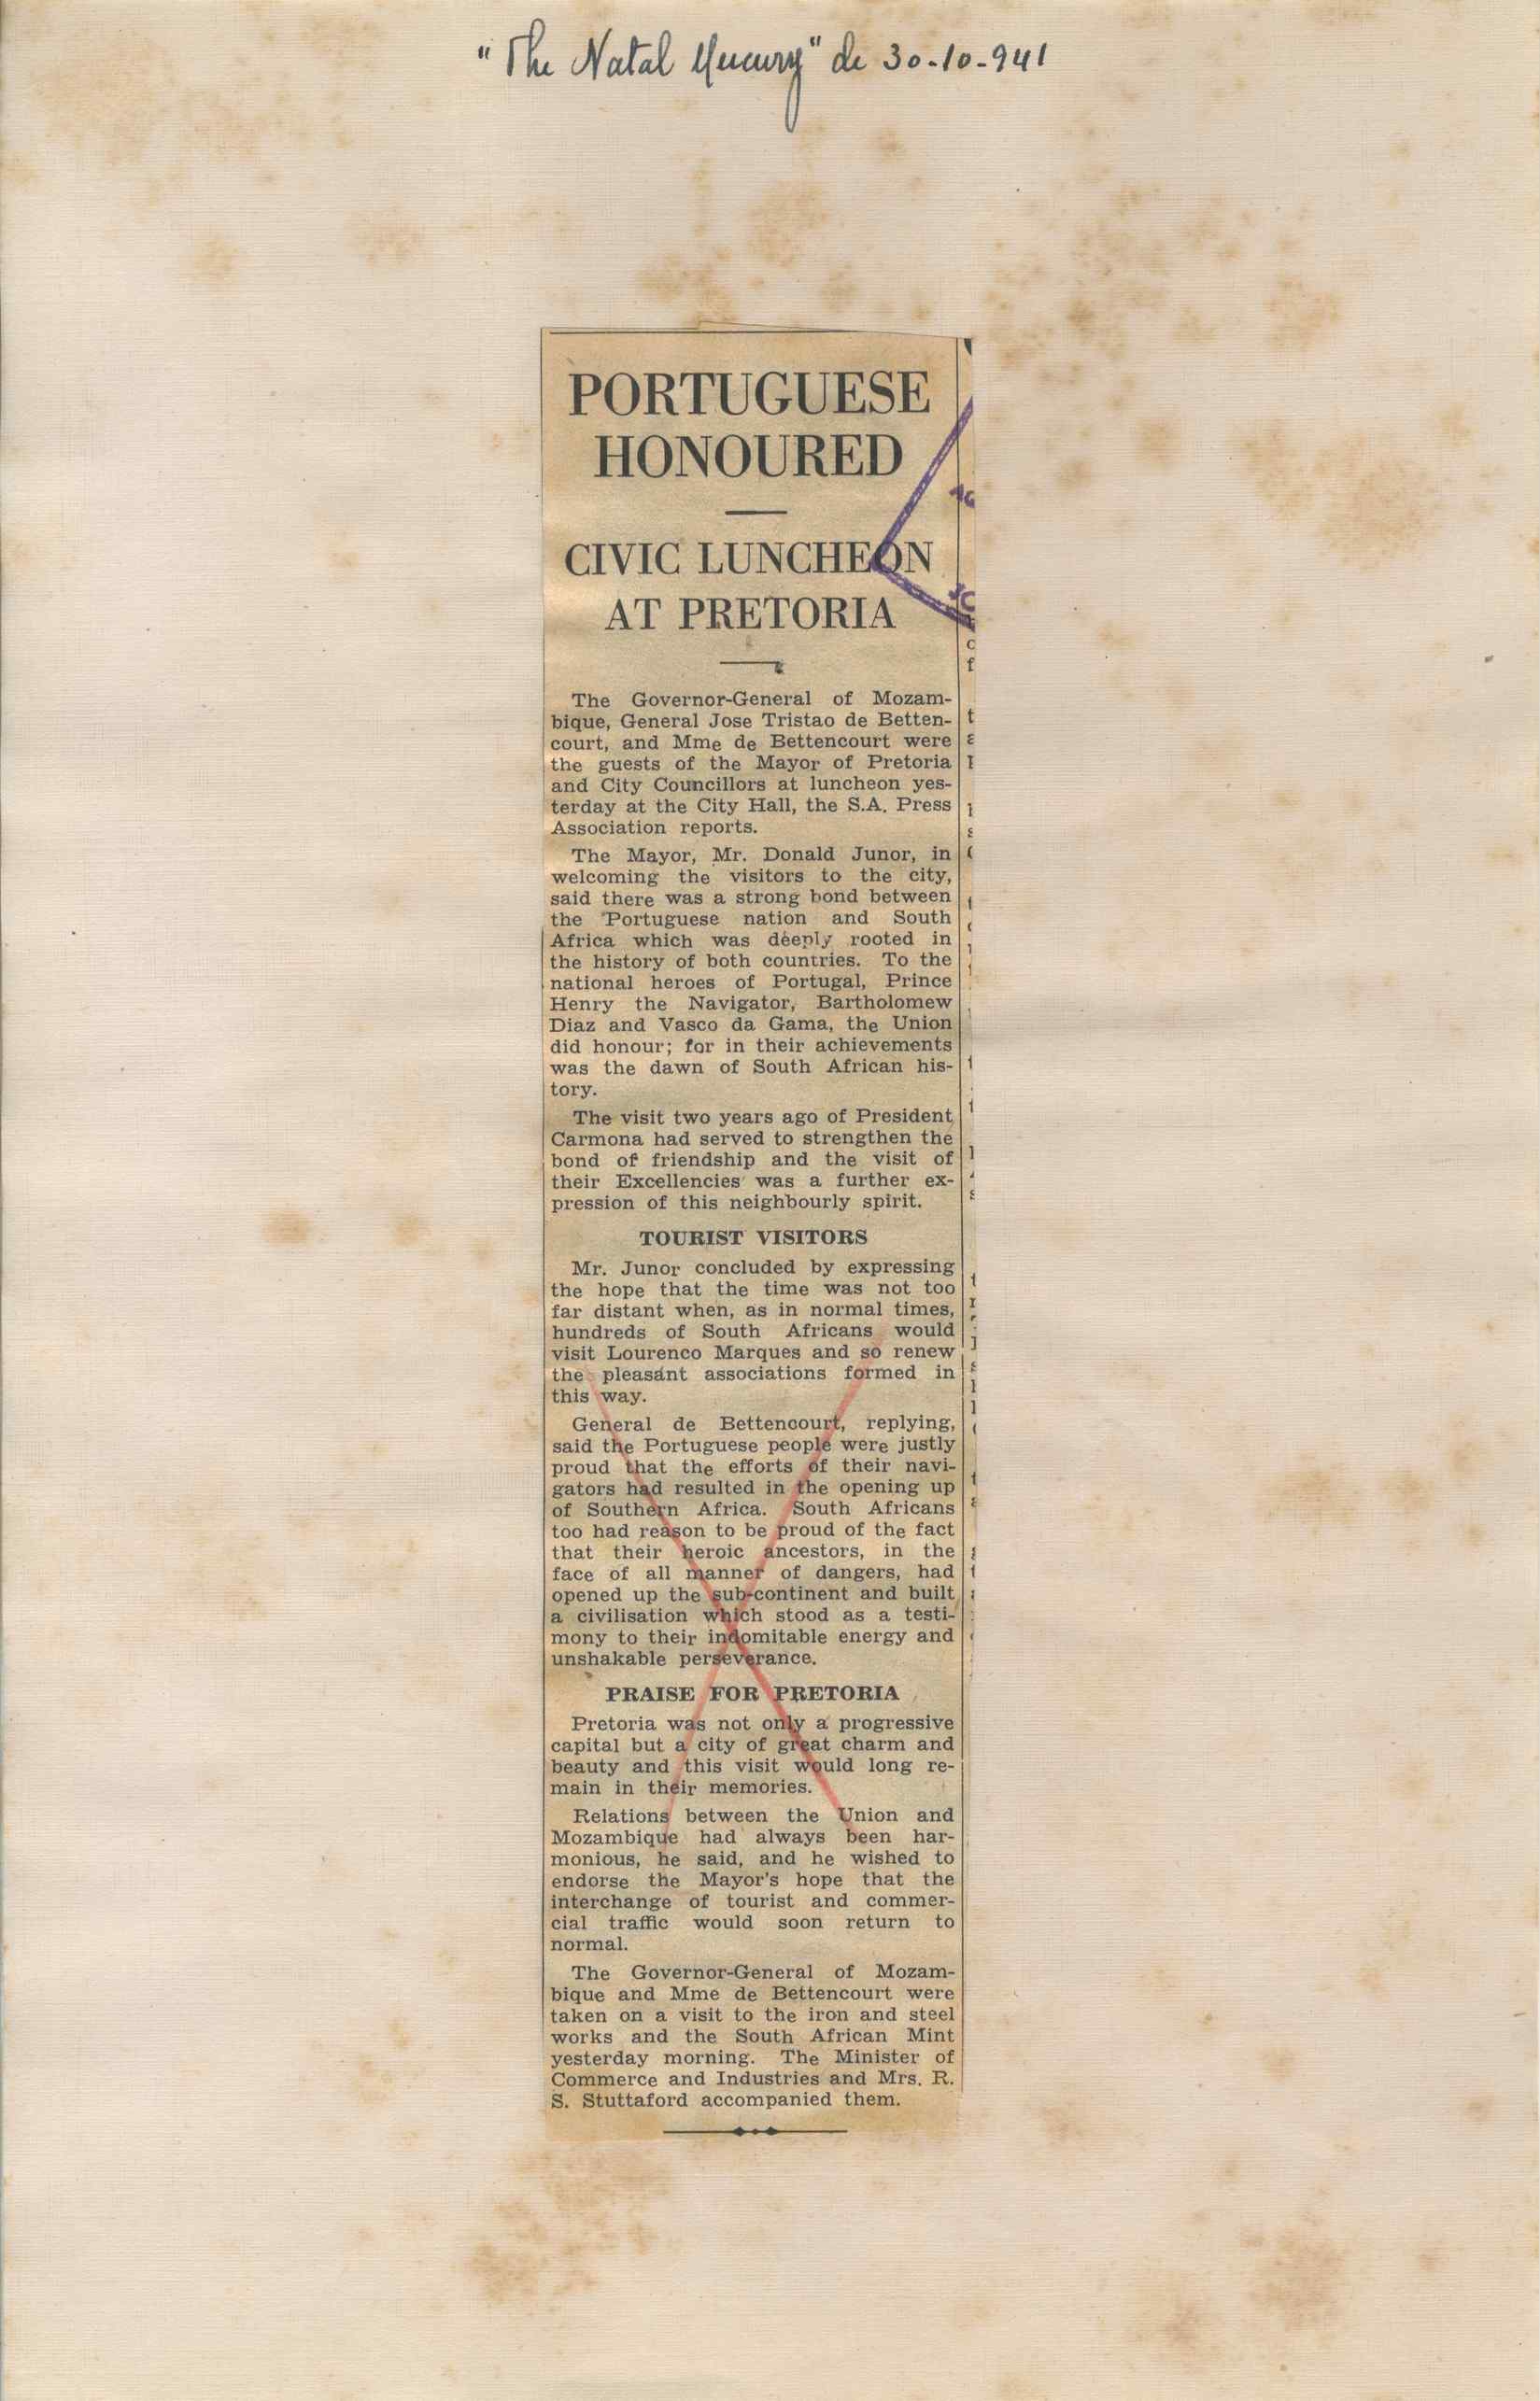 "The Natal Mercury" de 30-10-941
PORTUGUESE
HONOURED
CIVIC LUNCHEON
AT PRETORIA
The Governor-General of Mozam-
bique, General Jose Tristao de Betten-
court, and Mme de Bettencourt were
the guests of the Mayor of Pretoria
and City Councillors at luncheon yes-
terday at the City Hall, the S.A. Press
Association reports.
The Mayor, Mr. Donald Junor, in
welcoming the visitors to the city,
said there was a strong bond between
the Portuguese nation and South
Africa which was deeply rooted in
the history of both countries. To the
national heroes of Portugal, Prince
Henry the Navigator, Bartholomew
Diaz and Vasco da Gama, the Union
did honour; for in their achievements
was the dawn of South African his-
tory.
The visit two years ago of President
Carmona had served to strengthen the
bond of friendship and the visit of
their Excellencies was a further ex-
pression of this neighbourly spirit.
TOURIST VISITORS
Mr. Junor concluded by expressing
the hope that the time was not too
far distant when, as in normal times,
hundreds of South Africans would
visit Lourenco Marques and so renew
the pleasant associations formed in
this way.
General de Bettencourt, replying,
said the Portuguese people were justly
proud that the efforts of their navi-
gators had resulted in the opening up
of Southern Africa. South Africans
too had reason to be proud of the fact
that their heroic ancestors, in the
face of all manner of dangers, had
opened up the sub-continent and built
a civilisation which stood as a testi-
mony to their indomitable energy and
unshakable perseverance.
PRAISE FOR PRETORIA
Pretoria was not only a progressive
capital but a city of great charm and
beauty and this visit would long re-
main in their memories.
Relations between the Union and
Mozambique had always been har-
monious, he said, and he wished to
endorse the Mayor's hope that the
interchange of tourist and commer-
cial traffic would soon return to
normal.
The Governor-General of Mozam-
bique and Mme de Bettencourt were
taken on a visit to the iron and steel
works and the South African Mint
yesterday morning. The Minister of
Commerce and Industries and Mrs. R.
S. Stuttaford accompanied them.